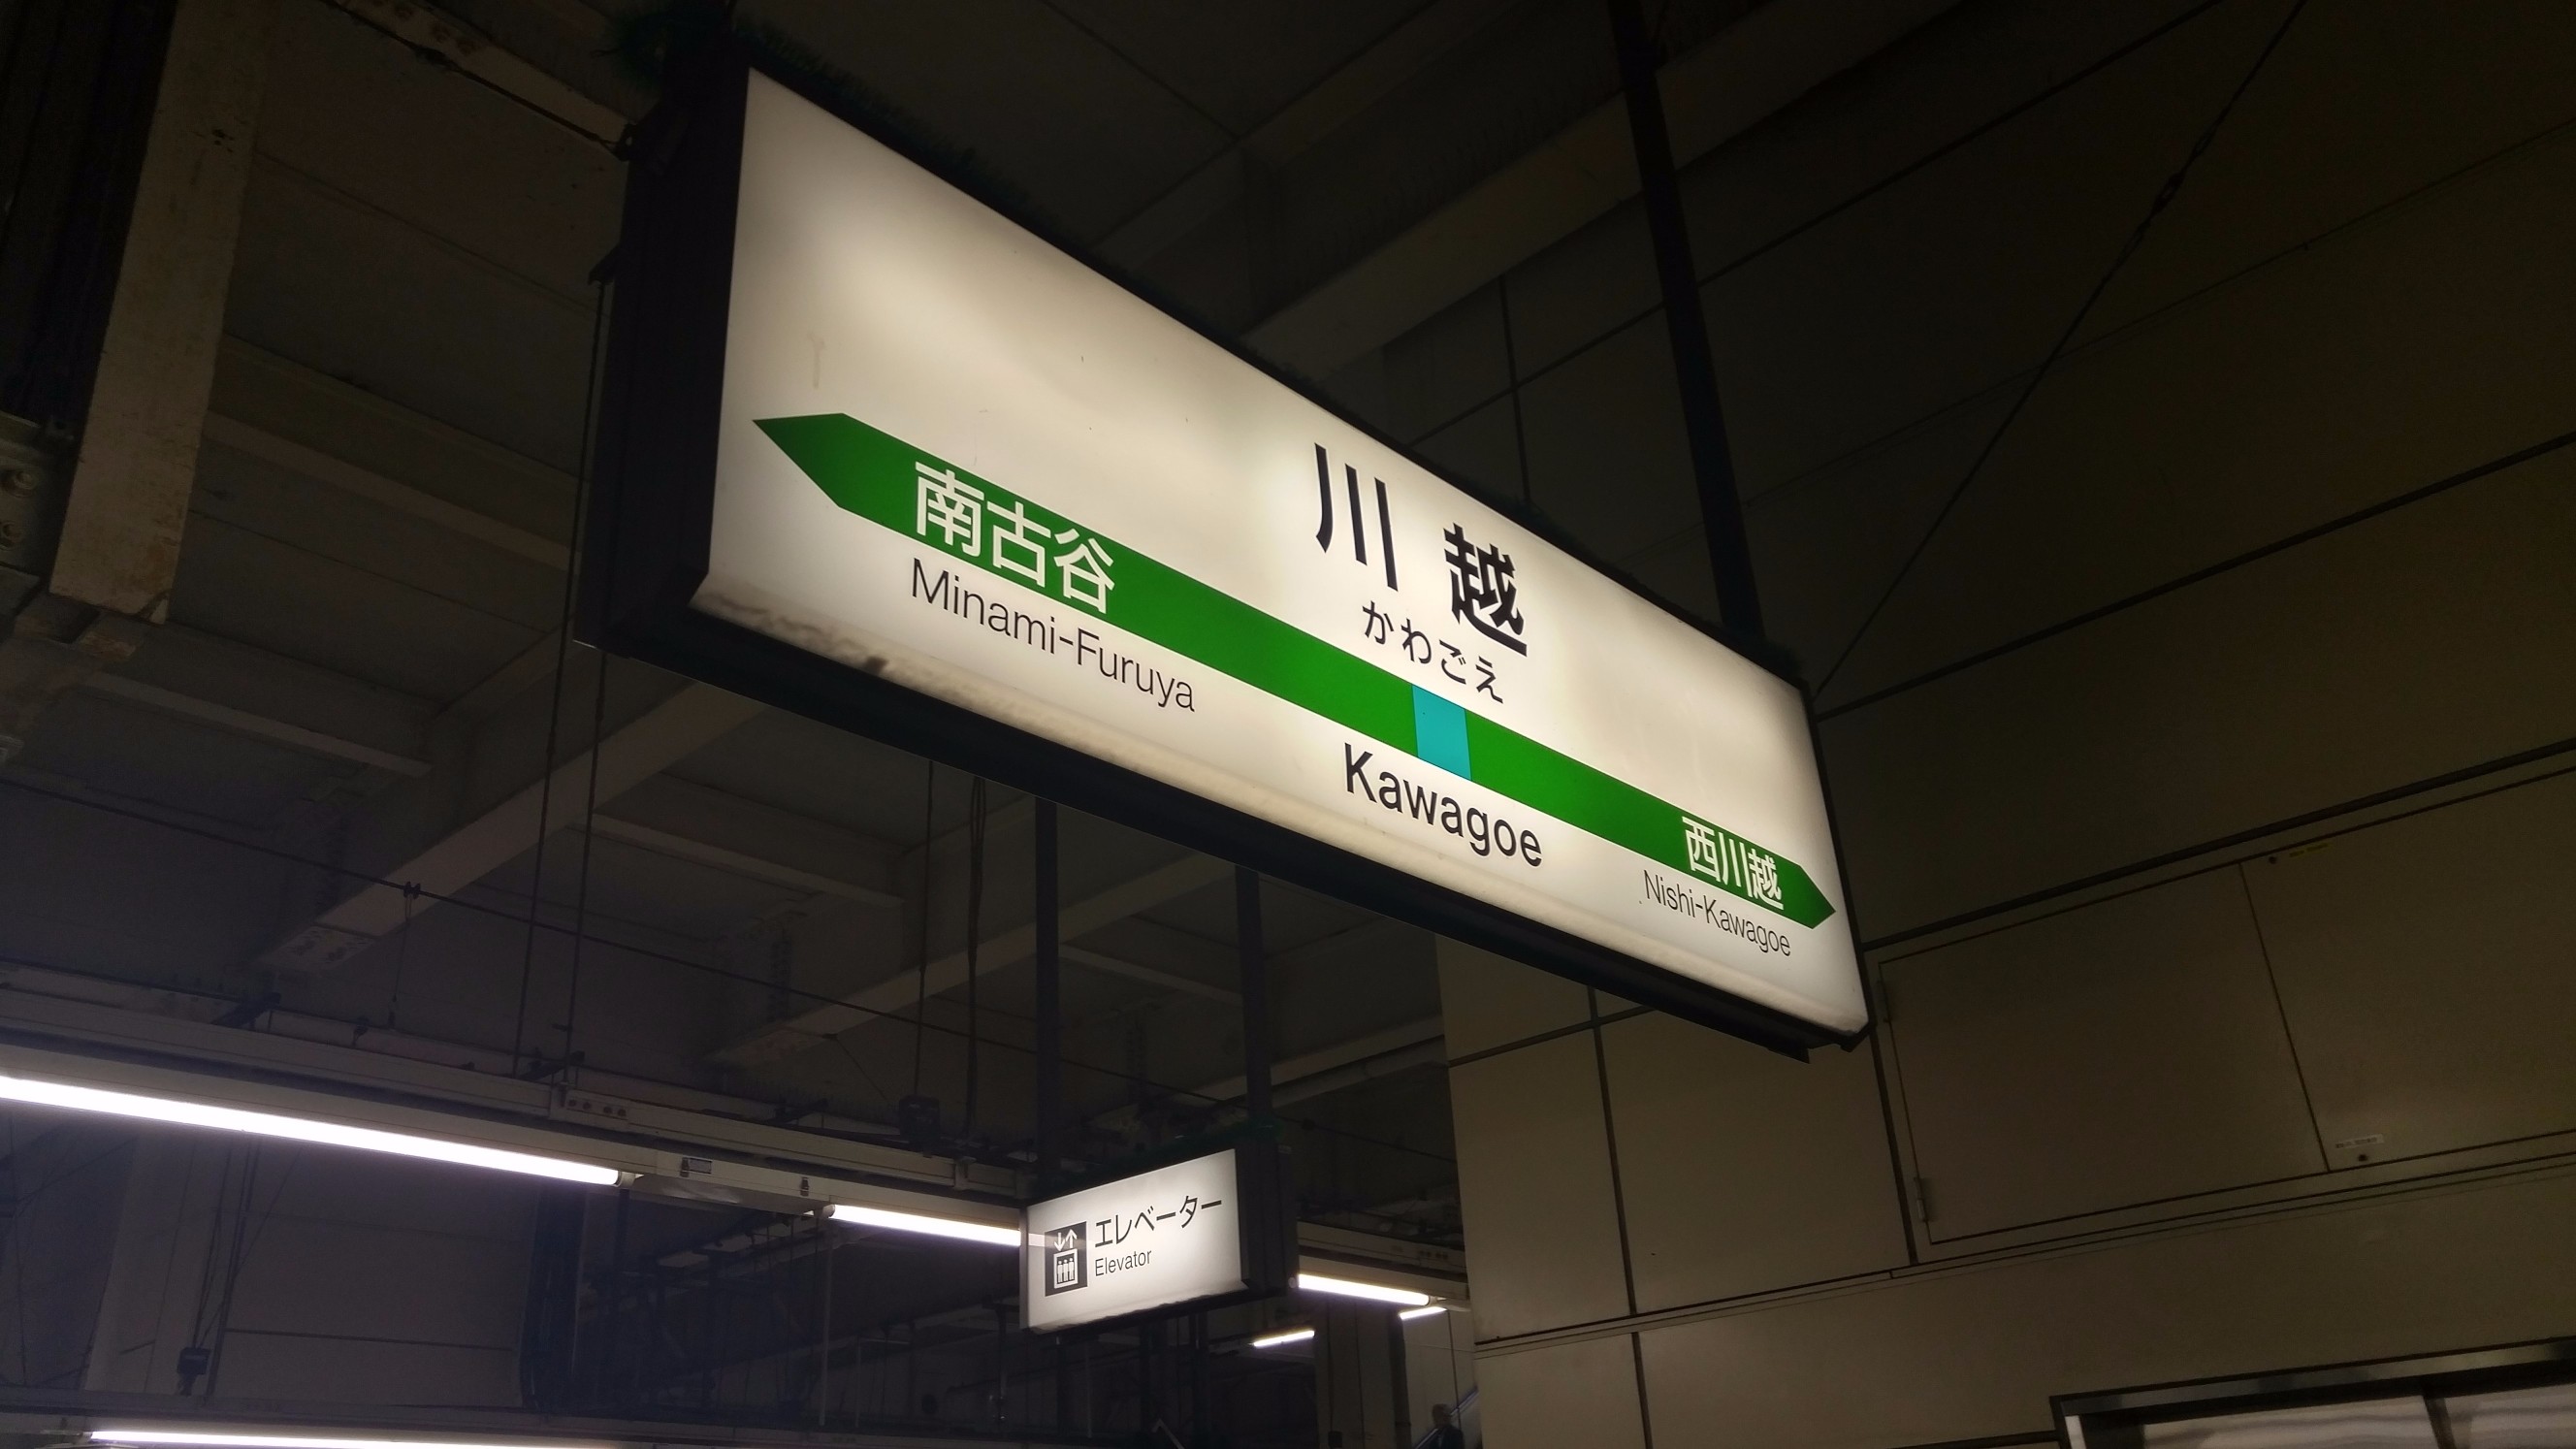 川越
かわごえ
南古谷
Minami-Furuya
Kawagoe
西川越
Nishi-Kawagoe
エレベーター
Elevator